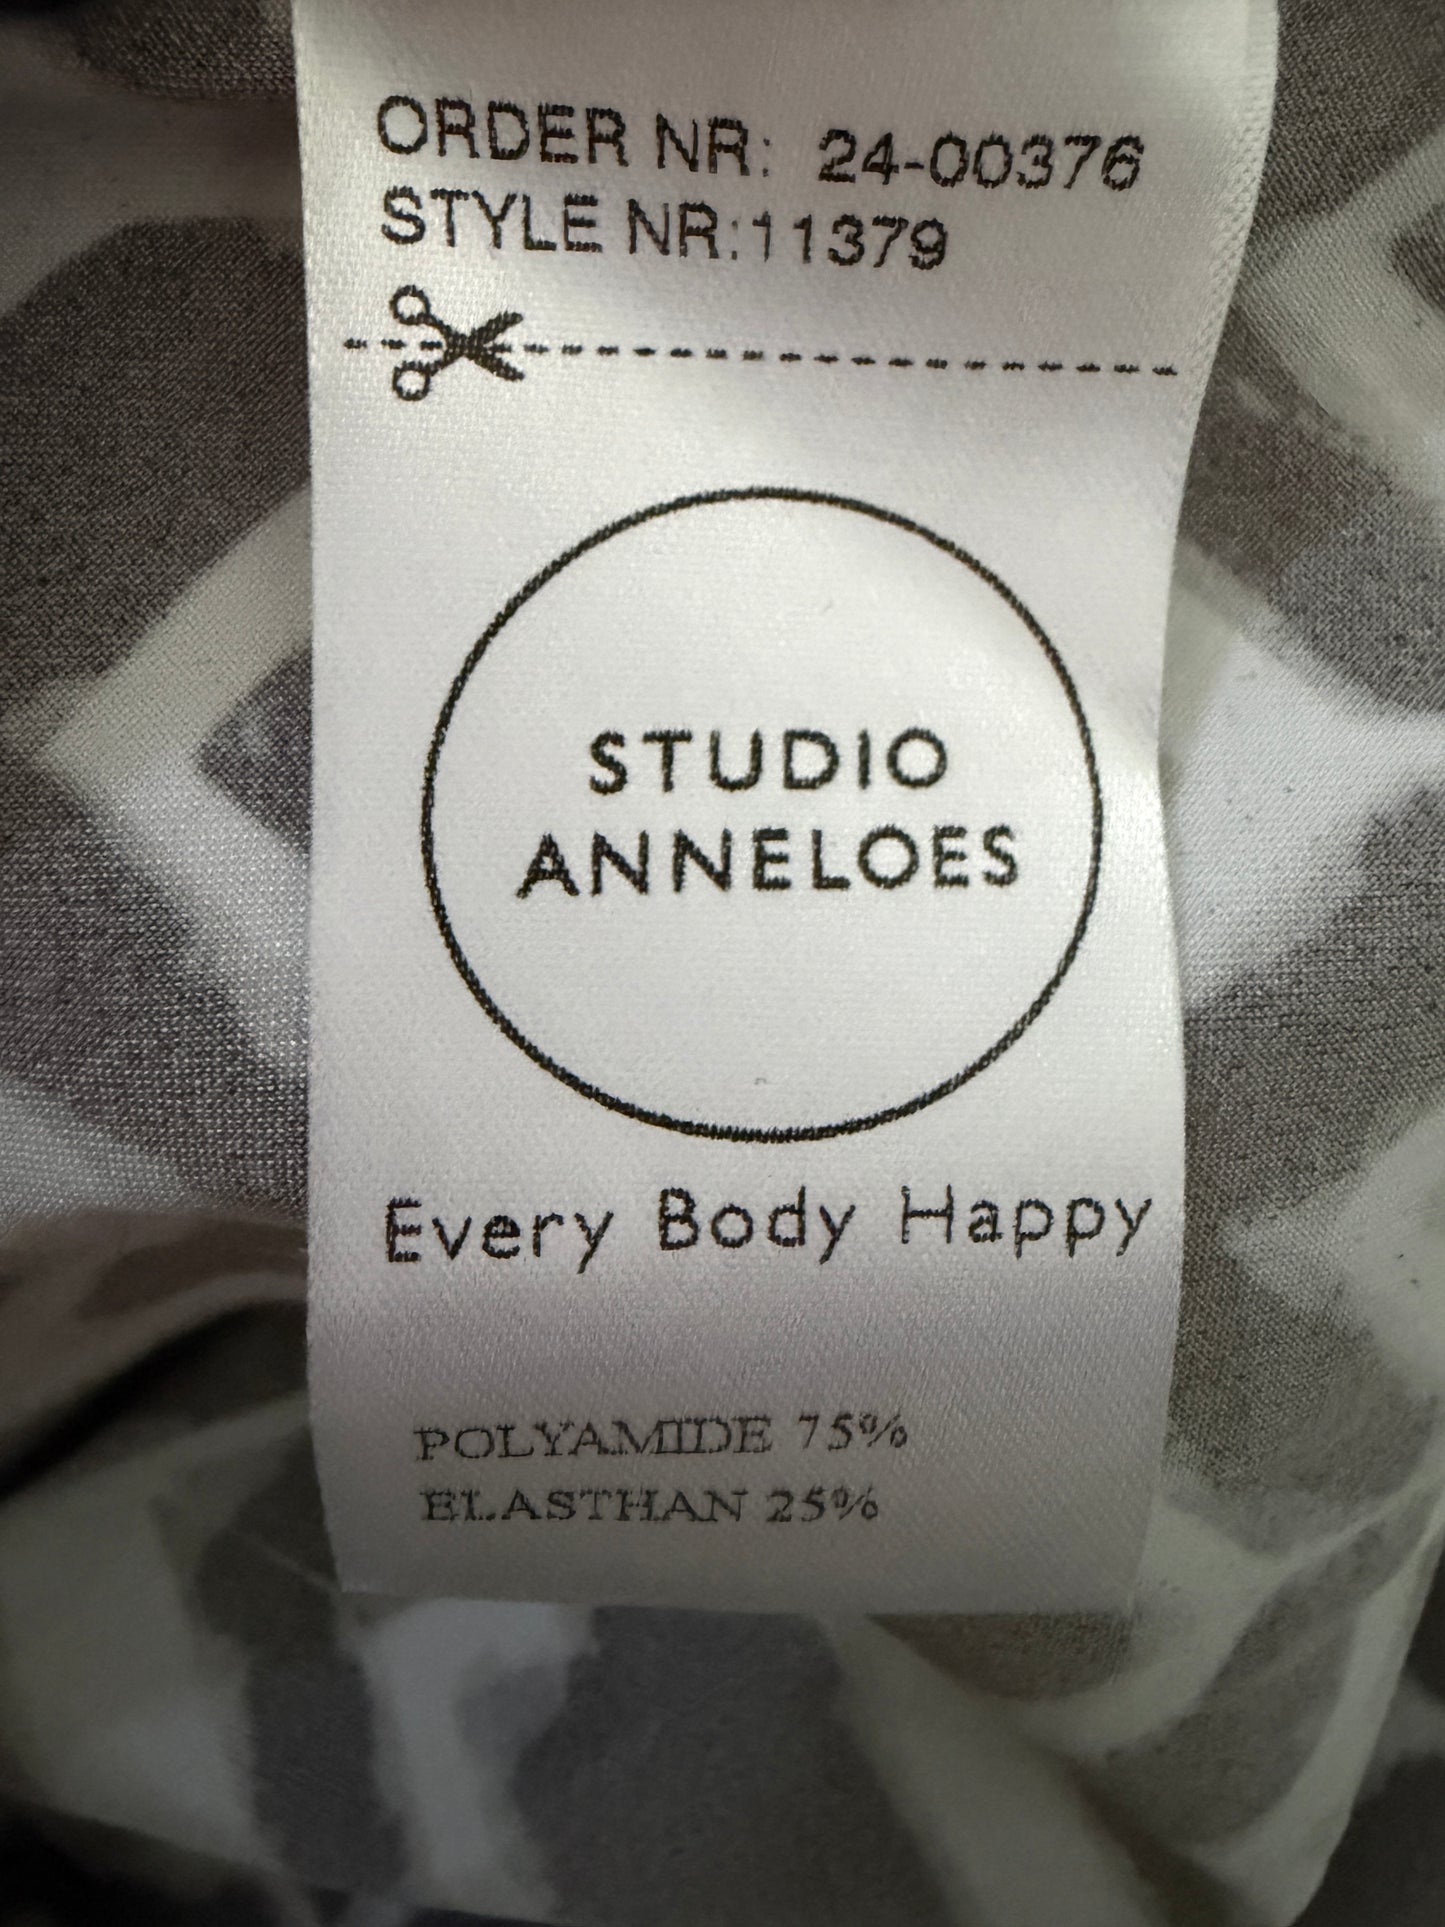 ORDER NR: 24-00376
STYLE NR:11379
STUDIO
ANNELOES
Every Body Happy
POLYAMIDE 75%
ELASTHAN 25%